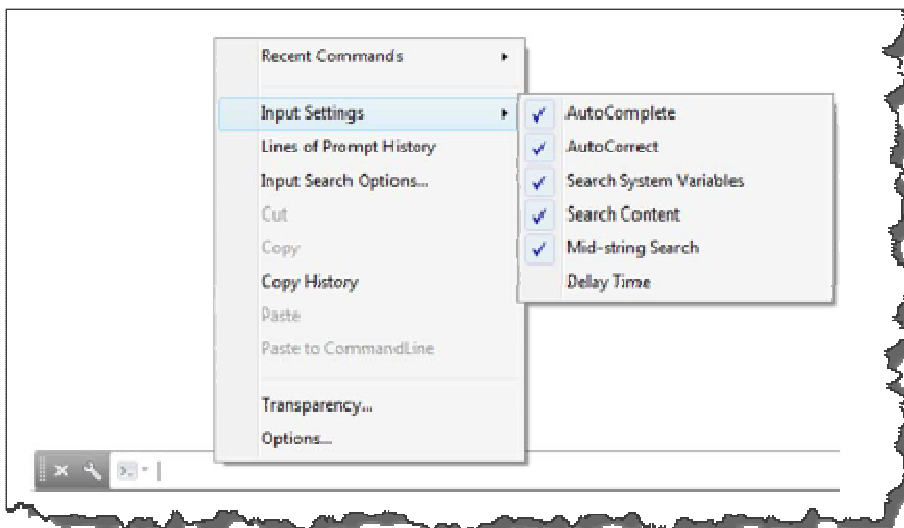 Recent Commands
Input Settings
Lines of Prompt History
Input Search Options...
Cut
Copy
Copy History
Paste
Paste to CommandLine
Transparency...
Options...
AutoComplete
AutoCorrect
Search System Variables
Search Content
Mid-string Search
Delay Time